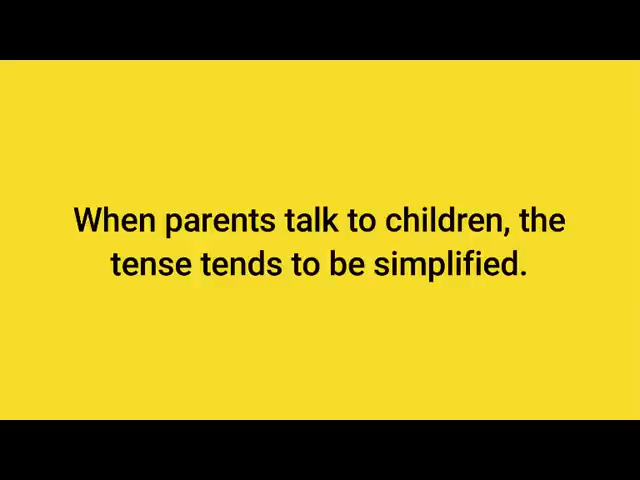 When parents talk to children, the
tense tends to be simplified.